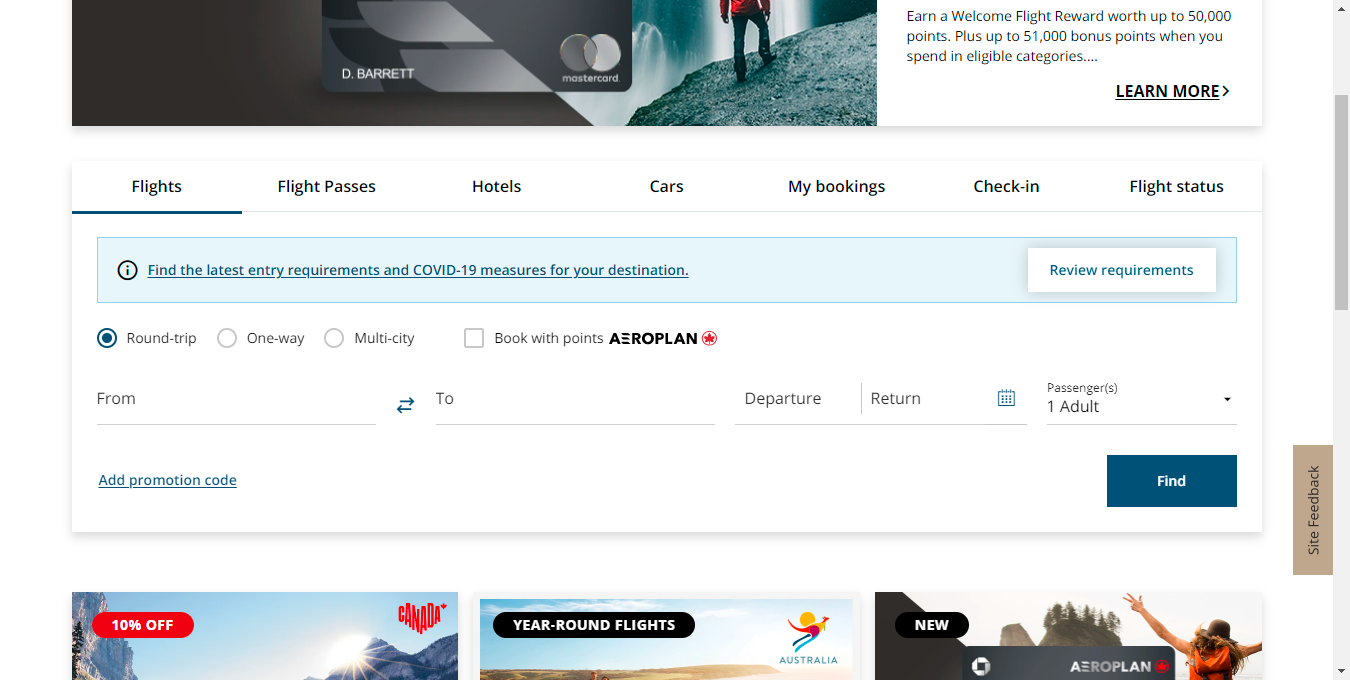 Earn a Welcome Flight Reward worth up to 50,000
points. Plus up to 51,000 bonus points when you
spend in eligible categories....
D. BARRETT
mastercard.
LEARN MORE
Flights
Flight Passes
Hotels
Cars
My bookings
Check-in
Flight status
Find the latest entry requirements and COVID-19 measures for your destination.
Review requirements
Round-trip
One-way
Multi-city
Book with points AEROPLAN
From
To
Departure
Return
Passenger(s)
1 Adult
Add promotion code
Find
Site Feedback
10% OFF
CANADA
YEAR-ROUND FLIGHTS
AUSTRALIA
NEW
AEROPLAN